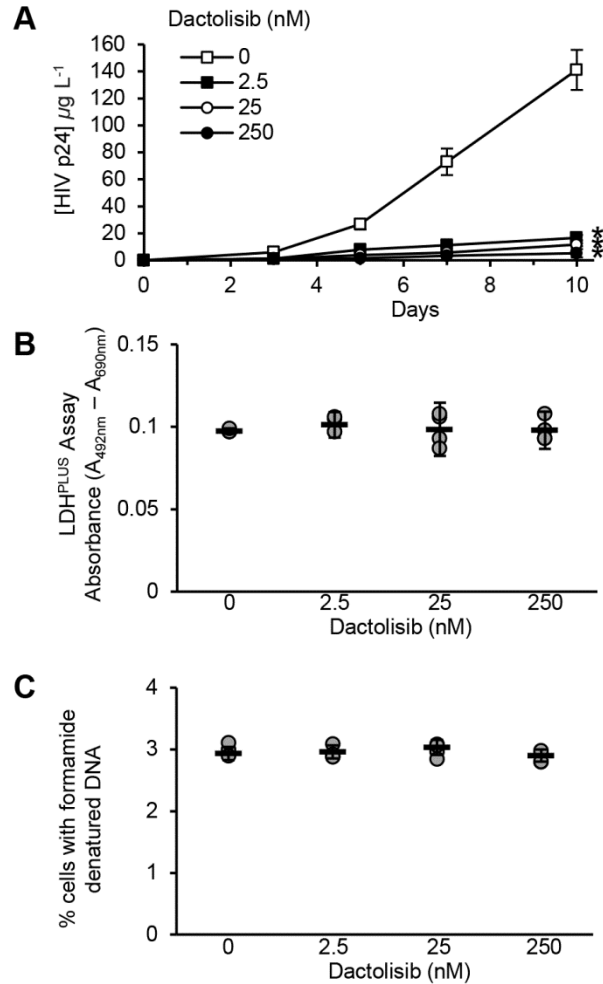 A
Dactolisib (nM)
0
2.5
25
250
[HIV p24] µg L⁻¹
160
140
120
100
80
60
40
20
0
* * *
0 2 4 6 8 10
Days
B
LDHᴾᴸᵁˢ Assay
Absorbance (A₄₉₂nm – A₆₉₀nm)
0.15
0.1
0.05
0
0 2.5 25 250
Dactolisib (nM)
C
% cells with formamide
denatured DNA
4
3
2
1
0
0 2.5 25 250
Dactolisib (nM)